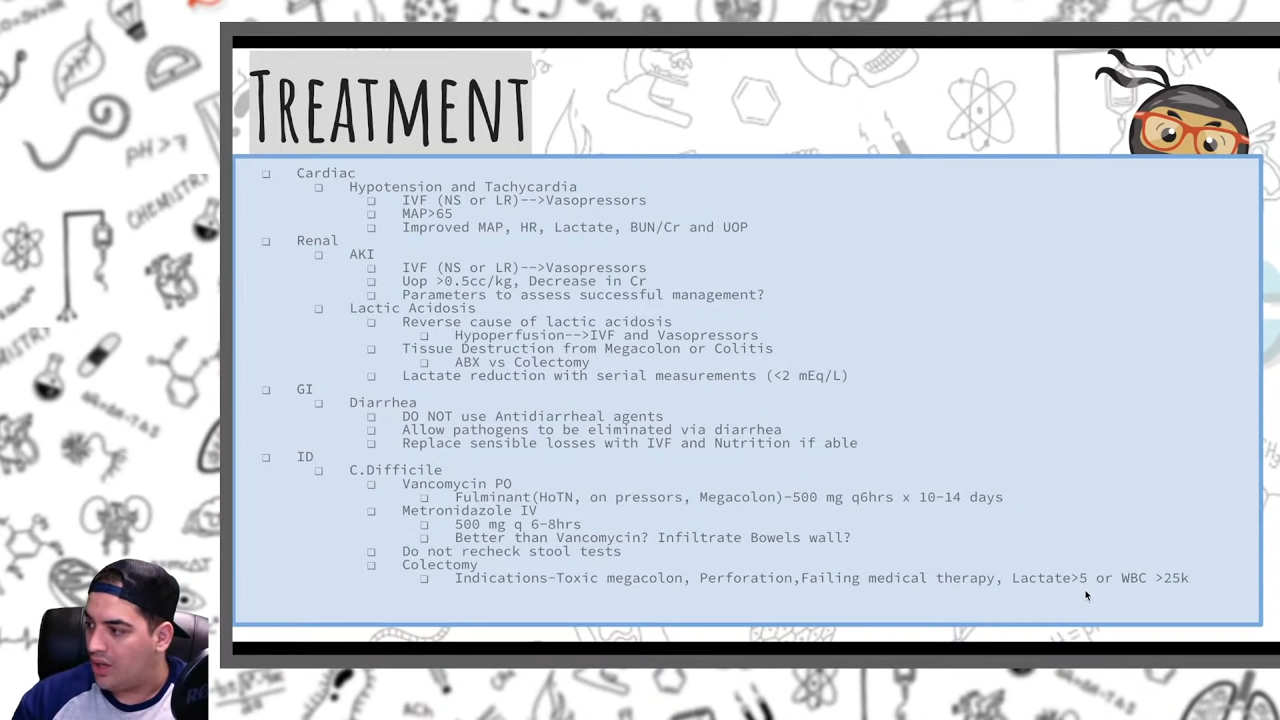 TREATMENT
❑ Cardiac
❑ Hypotension and Tachycardia
❑ IVF (NS or LR)-->Vasopressors
❑ MAP>65
❑ Improved MAP, HR, Lactate, BUN/Cr and UOP
❑ Renal
❑ AKI
❑ IVF (NS or LR)-->Vasopressors
❑ Uop >0.5cc/kg, Decrease in Cr
❑ Parameters to assess successful management?
❑ Lactic Acidosis
❑ Reverse cause of lactic acidosis
❑ Hypoperfusion-->IVF and Vasopressors
❑ Tissue Destruction from Megacolon or Colitis
❑ ABX vs Colectomy
❑ Lactate reduction with serial measurements (<2 mEq/L)
❑ GI
❑ Diarrhea
❑ DO NOT use Antidiarrheal agents
❑ Allow pathogens to be eliminated via diarrhea
❑ Replace sensible losses with IVF and Nutrition if able
❑ ID
❑ C.Difficile
❑ Vancomycin PO
❑ Fulminant(HoTN, on pressors, Megacolon)-500 mg q6hrs x 10-14 days
❑ Metronidazole IV
❑ 500 mg q 6-8hrs
❑ Better than Vancomycin? Infiltrate Bowels wall?
❑ Do not recheck stool tests
❑ Colectomy
❑ Indications-Toxic megacolon, Perforation,Failing medical therapy, Lactate>5 or WBC >25k
PH>7
CHEMISTRY